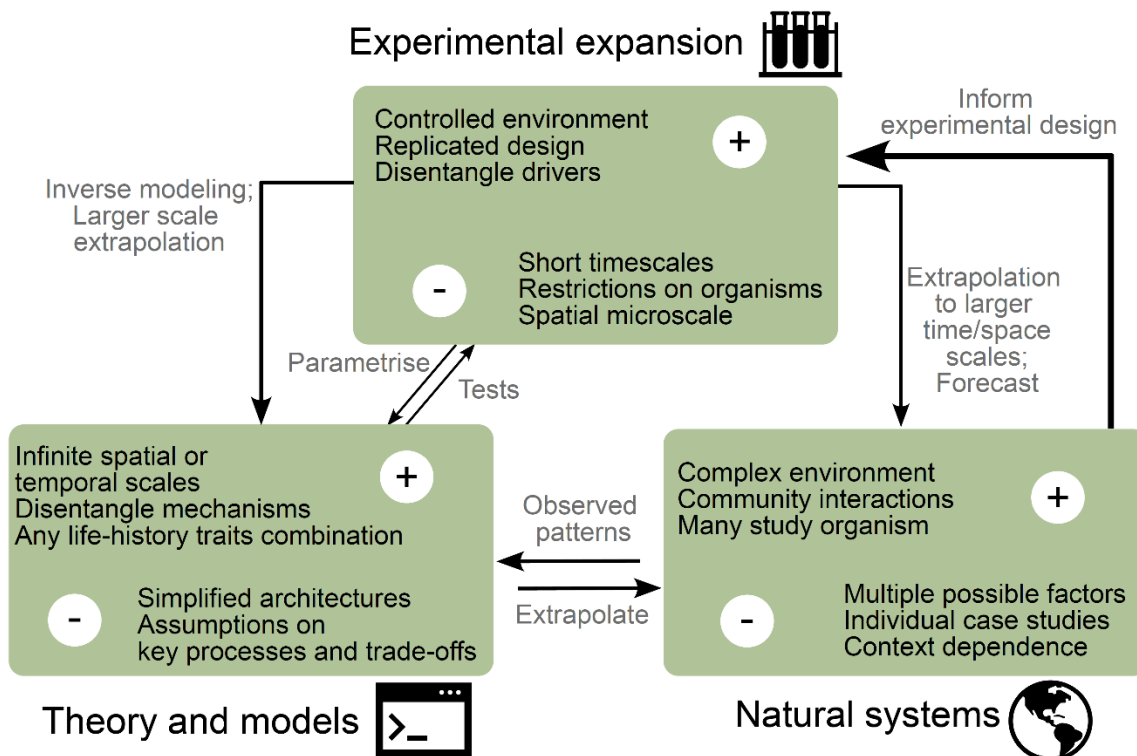 Experimental expansion
Controlled environment
Replicated design
Disentangle drivers
+
-
Short timescales
Restrictions on organisms
Spatial microscale
Inform
experimental design
Inverse modeling;
Larger scale
extrapolation
Extrapolation
to larger
time/space
scales;
Forecast
Parametrise
Tests
Infinite spatial or
temporal scales
Disentangle mechanisms
Any life-history traits combination
+
-
Simplified architectures
Assumptions on
key processes and trade-offs
Observed
patterns
Extrapolate
Complex environment
Community interactions
Many study organism
+
-
Multiple possible factors
Individual case studies
Context dependence
Theory and models
>_
Natural systems